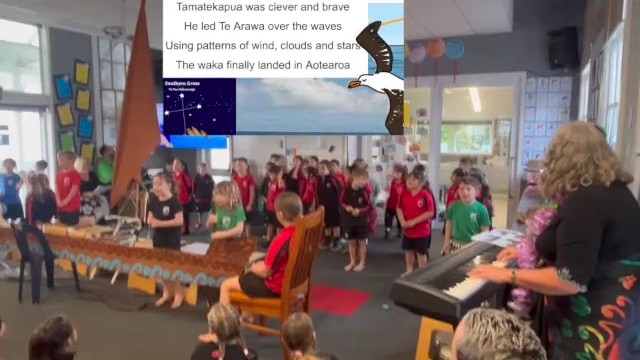 Tamatekapua was clever and brave
He led Te Arawa over the waves
Using patterns of wind, clouds and stars
The waka finally landed in Aotearoa
Southern Cross